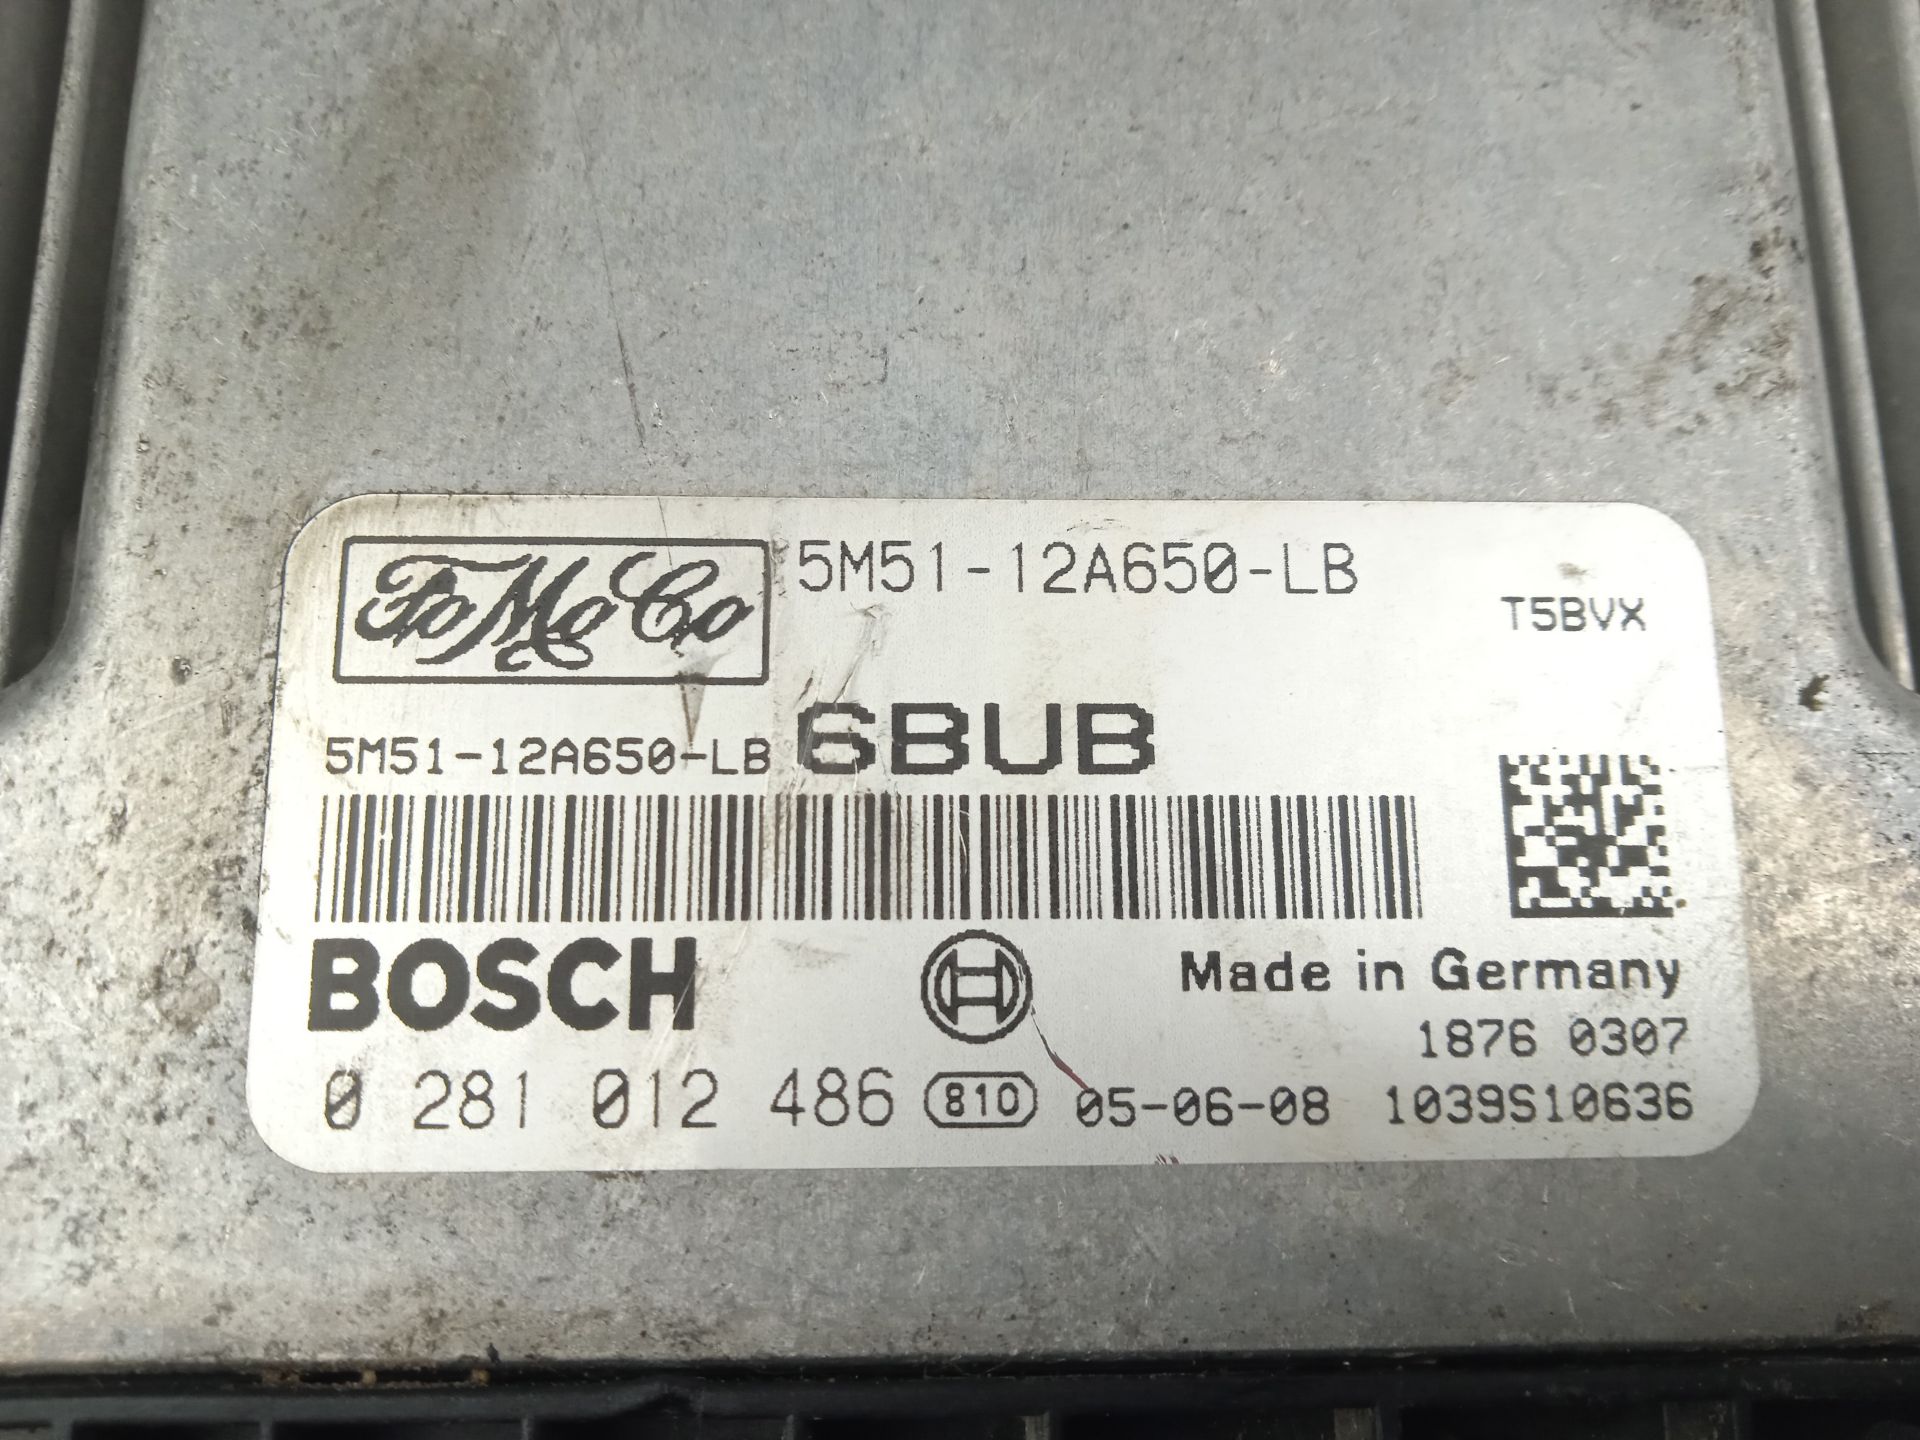 FoMoCo 5M51-12A650-LB
T5BVX
6BUB
5M51-12A650-LB
BOSCH
Made in Germany
1876 0307
0 281 012 486 810 05-06-08 1039S10636